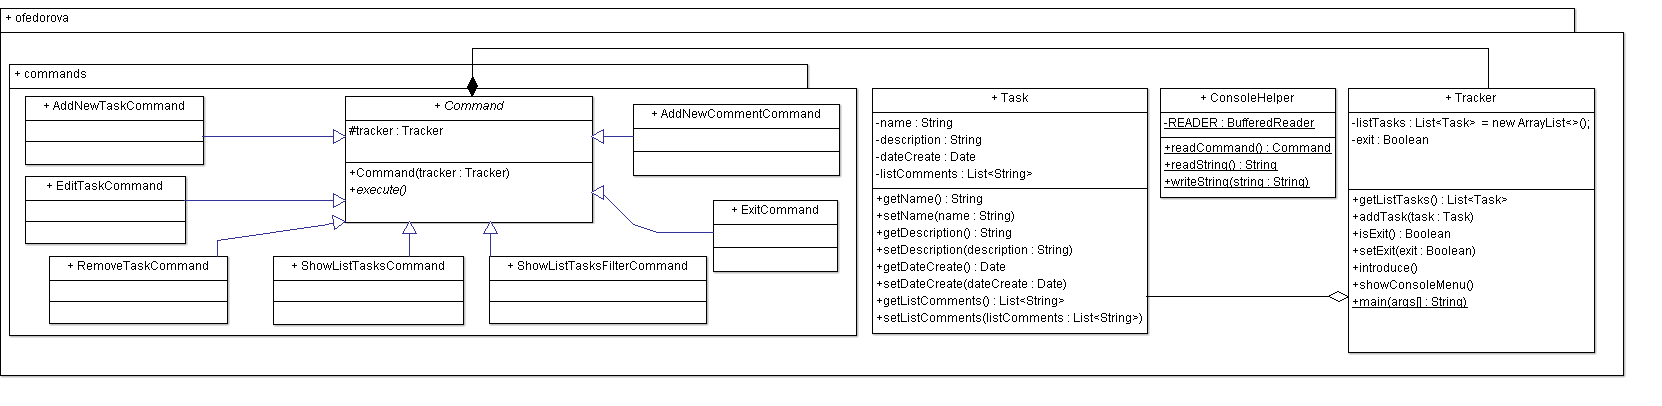 + ofedorova
+ commands
+ AddNewTaskCommand
+ EditTaskCommand
+ RemoveTaskCommand
+ Command
#tracker : Tracker
+Command(tracker : Tracker)
+execute()
+ ShowListTasksCommand
+ ShowListTasksFilterCommand
+ AddNewCommentCommand
+ ExitCommand
+ Task
-name : String
-description : String
-dateCreate : Date
-listComments : List<String>
+getName() : String
+setName(name : String)
+getDescription() : String
+setDescription(description : String)
+getDateCreate() : Date
+setDateCreate(dateCreate : Date)
+getListComments() : List<String>
+setListComments(listComments : List<String>)
+ ConsoleHelper
-READER : BufferedReader
+readCommand() : Command
+readString() : String
+writeString(string : String)
+ Tracker
-listTasks : List<Task>  = new ArrayList<>();
-exit : Boolean
+getListTasks() : List<Task>
+addTask(task : Task)
+isExit() : Boolean
+setExit(exit : Boolean)
+introduce()
+showConsoleMenu()
+main(args[] : String)